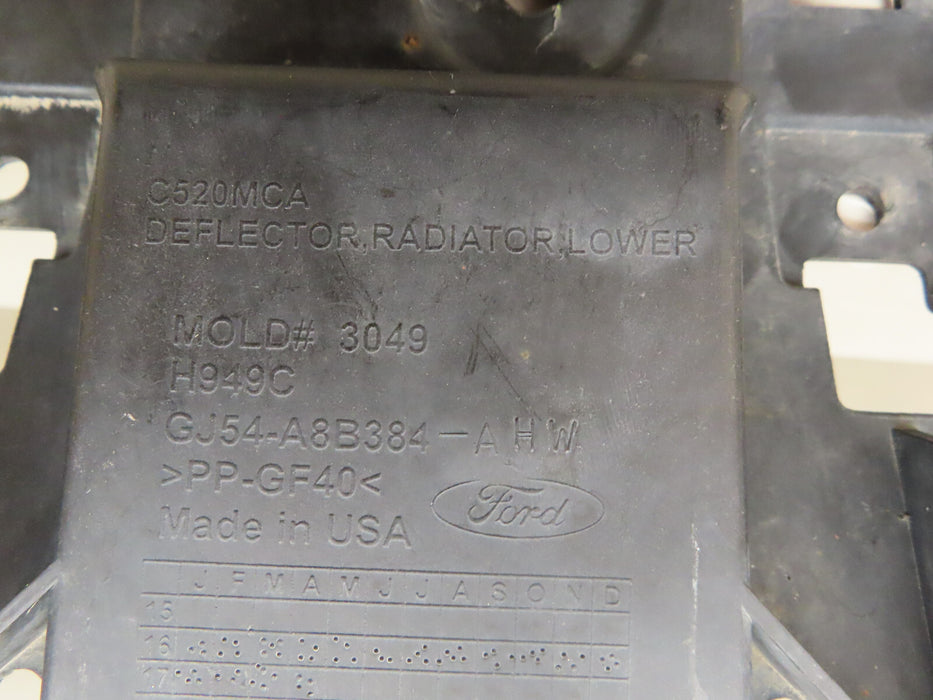 C520MCA
DEFLECTOR,RADIATOR,LOWER
MOLD# 3049
H949C
GJ54-A8B384-AHW
>PP-GF40<
Made in USA
Ford
J F M A M J J A S O N D
15
16
17